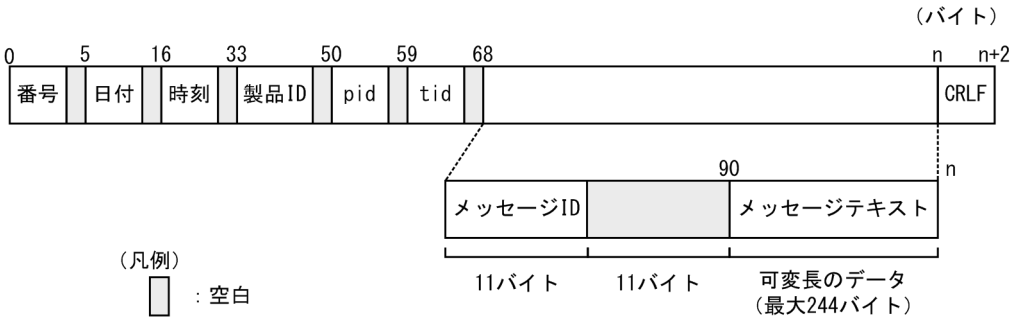 (バイト)
0 5 16 33 50 59 68 n n+2
番号 日付 時刻 製品ID pid tid CRLF
90 n
メッセージID メッセージテキスト
11バイト 11バイト 可変長のデータ
(最大244バイト)
(凡例)
:空白